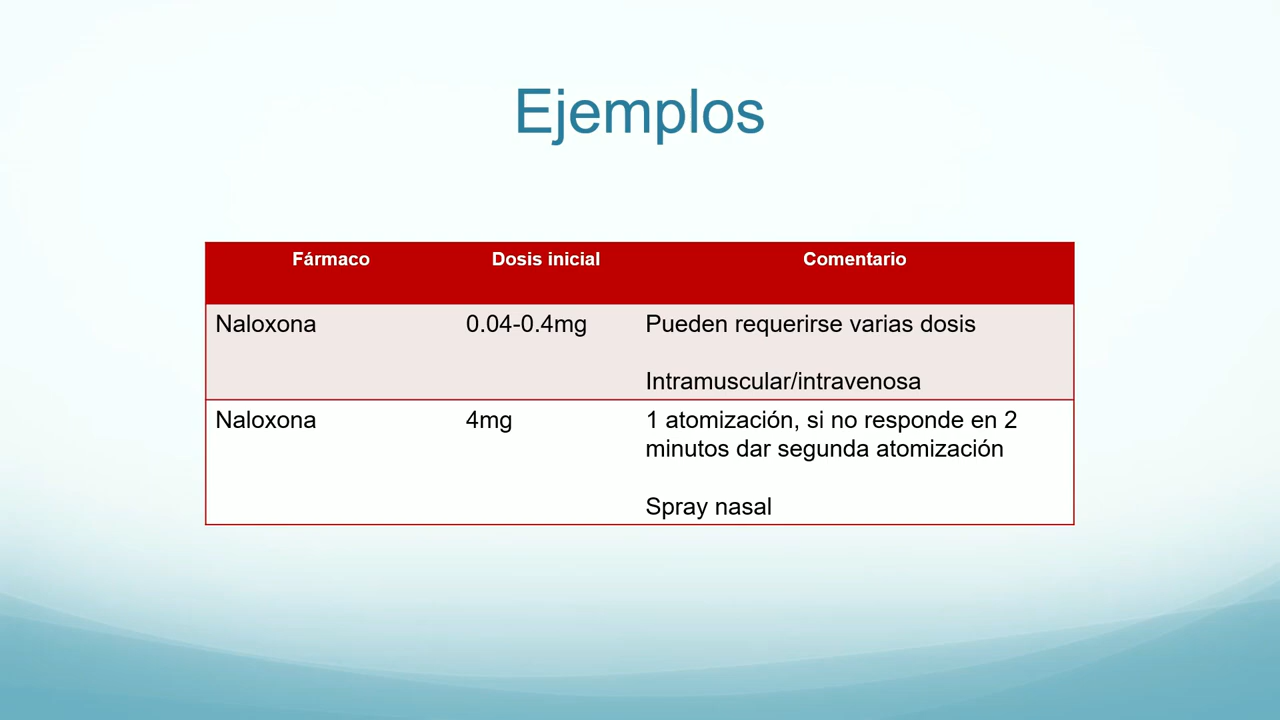 Ejemplos
Fármaco Dosis inicial Comentario
Naloxona 0.04-0.4mg Pueden requerirse varias dosis
Intramuscular/intravenosa
Naloxona 4mg 1 atomización, si no responde en 2
minutos dar segunda atomización
Spray nasal